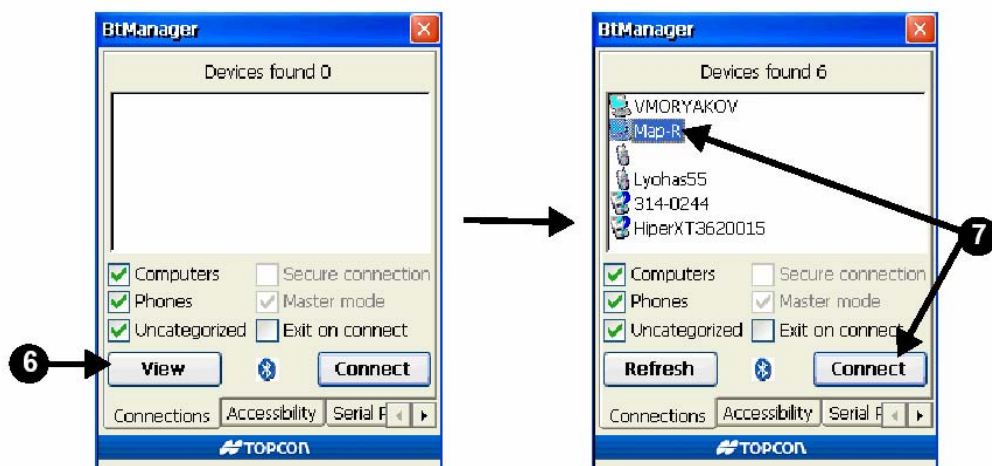 BtManager
Devices found 0
Computers
Secure connection
Phones
Master mode
Uncategorized
Exit on connect
6
View
Connect
Connections
Accessibility
Serial
TOPCON
BtManager
Devices found 6
VMORYAKOV
Map-R
Lyohas55
314-0244
HiperXT3620015
7
Computers
Secure connection
Phones
Master mode
Uncategorized
Exit on connect
Refresh
Connect
Connections
Accessibility
Serial
TOPCON